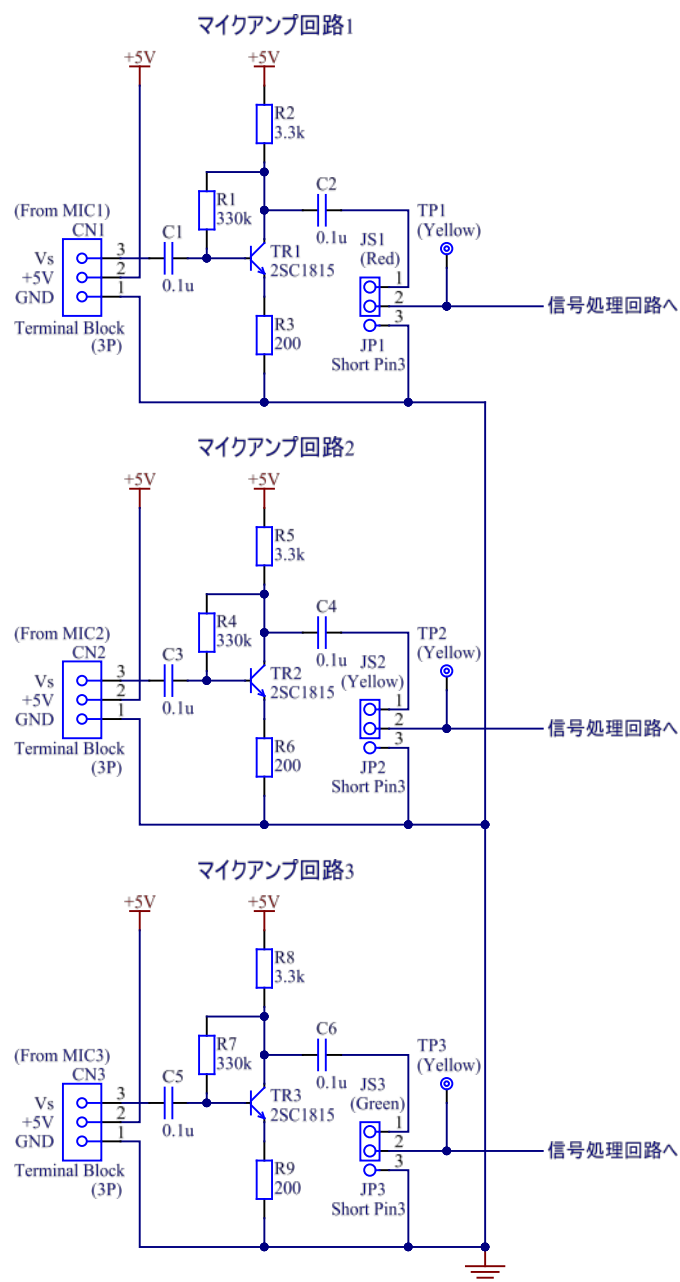 マイクアンプ回路1
+5V
+5V
R2
3.3k
R1
330k
C2
0.1u
(From MIC1)
CN1
Vs
+5V
GND
3
2
1
C1
0.1u
TR1
2SC1815
R3
200
Terminal Block
(3P)
JS1
(Red)
1
2
3
JP1
Short Pin3
TP1
(Yellow)
信号処理回路へ
マイクアンプ回路2
+5V
+5V
R5
3.3k
R4
330k
C4
0.1u
(From MIC2)
CN2
Vs
+5V
GND
3
2
1
C3
0.1u
TR2
2SC1815
R6
200
Terminal Block
(3P)
JS2
(Yellow)
1
2
3
JP2
Short Pin3
TP2
(Yellow)
信号処理回路へ
マイクアンプ回路3
+5V
+5V
R8
3.3k
R7
330k
C6
0.1u
(From MIC3)
CN3
Vs
+5V
GND
3
2
1
C5
0.1u
TR3
2SC1815
R9
200
Terminal Block
(3P)
JS3
(Green)
1
2
3
JP3
Short Pin3
TP3
(Yellow)
信号処理回路へ